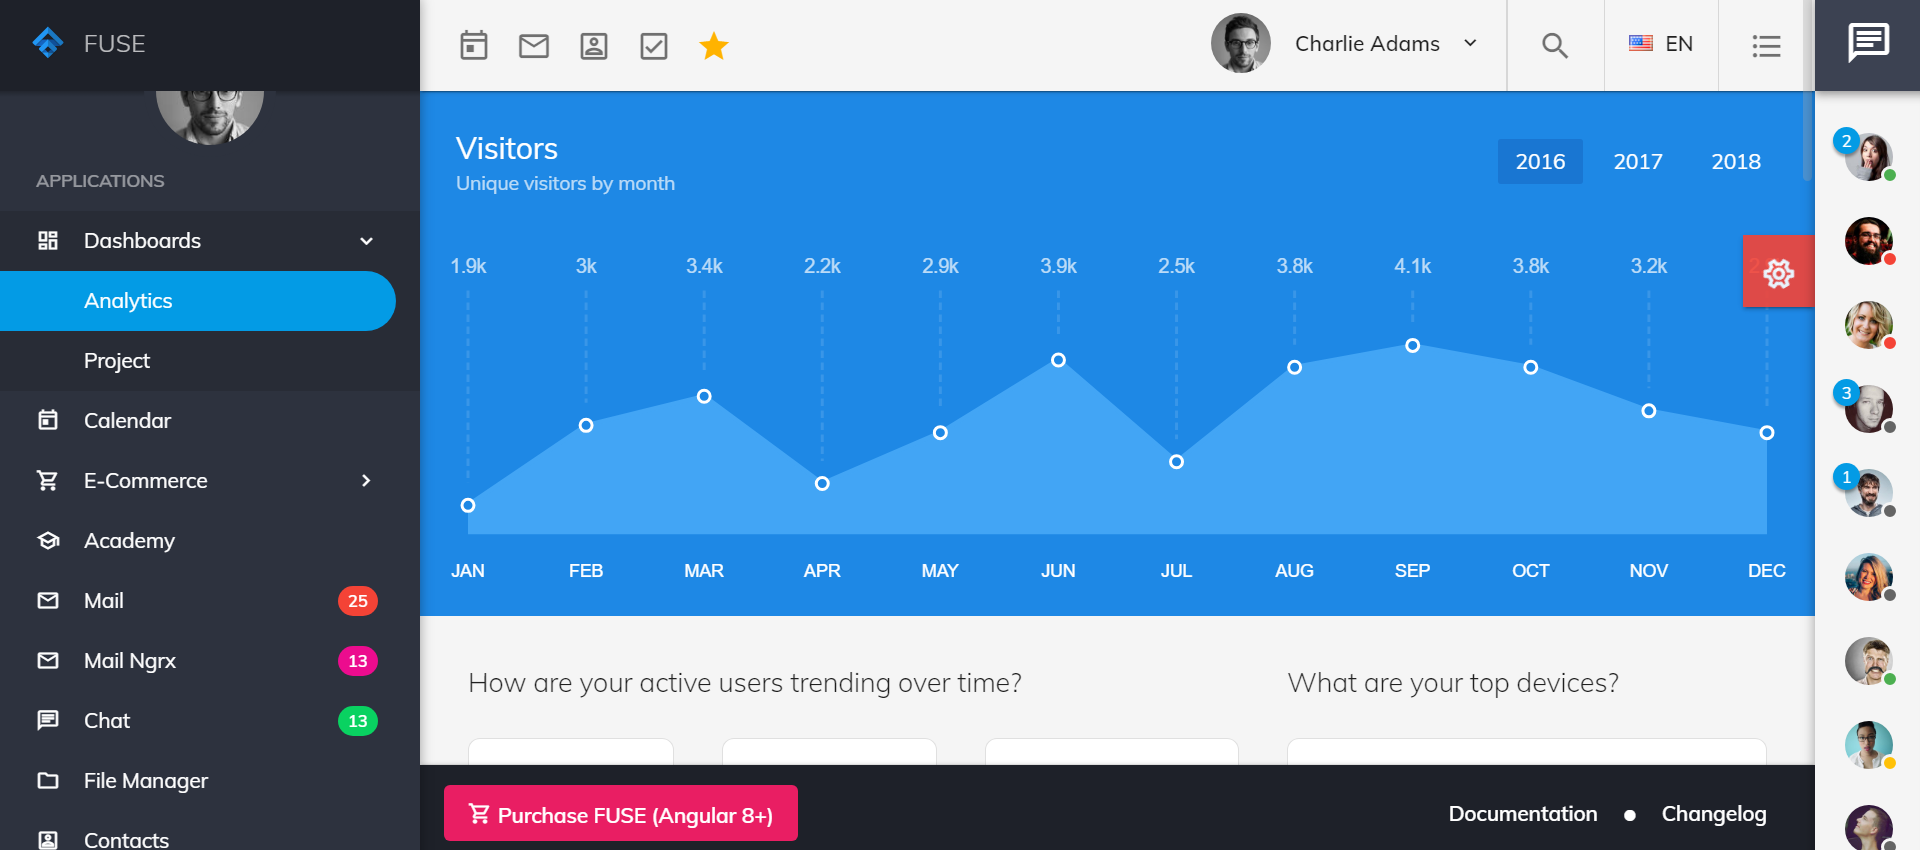 FUSE
APPLICATIONS
Dashboards
Analytics
Project
Calendar
E-Commerce
Academy
Mail 25
Mail Ngrx 13
Chat 13
File Manager
Contacts
Charlie Adams
EN
Visitors
Unique visitors by month
2016 2017 2018
1.9k 3k 3.4k 2.2k 2.9k 3.9k 2.5k 3.8k 4.1k 3.8k 3.2k
JAN FEB MAR APR MAY JUN JUL AUG SEP OCT NOV DEC
How are your active users trending over time?
What are your top devices?
Purchase FUSE (Angular 8+)
Documentation
Changelog
2
3
1